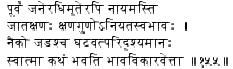 पूर्वं जनेरधिमृतेरपि नायमस्ति
जातक्षणः क्षणगुणोऽनियतस्वभावः ।
नैको जडश्च घटवत्परिदृश्यमानः
स्वात्मा कथं भवति भावविकारवेत्ता ॥१५५॥